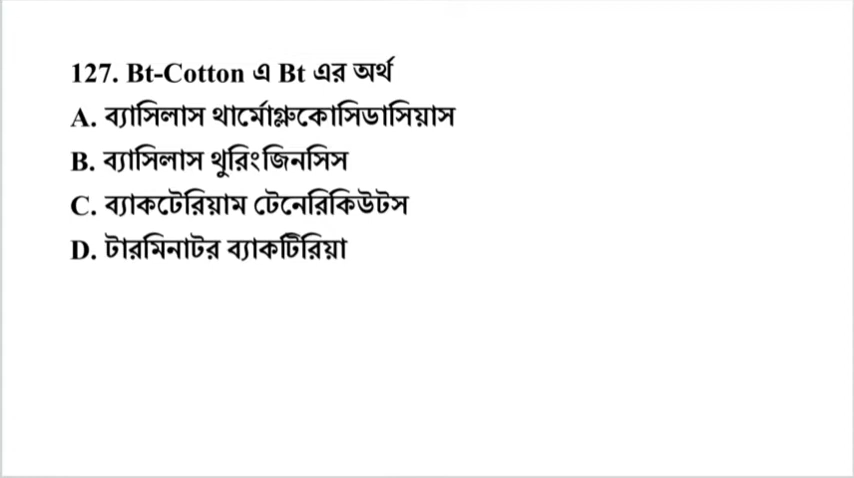 127. Bt-Cotton এ Bt এর অর্থ
A. ব্যাসিলাস থার্মোগ্লুকোসিডাসিয়াস
B. ব্যাসিলাস থুরিংজিনসিস
C. ব্যাকটেরিয়াম টেনেরিকিউটস
D. টারমিনাটর ব্যাকটিরিয়া